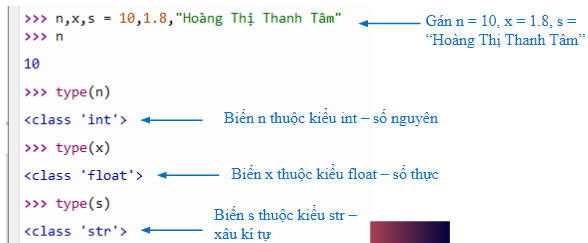 >>> n,x,s = 10,1.8,"Hoàng Thị Thanh Tâm"
Gán n = 10, x = 1.8, s =
“Hoàng Thị Thanh Tâm”
>>> n
10
>>> type(n)
<class 'int'>
Biến n thuộc kiểu int – số nguyên
>>> type(x)
<class 'float'>
Biến x thuộc kiểu float – số thực
>>> type(s)
Biến s thuộc kiểu str –
xâu kí tự
<class 'str'>